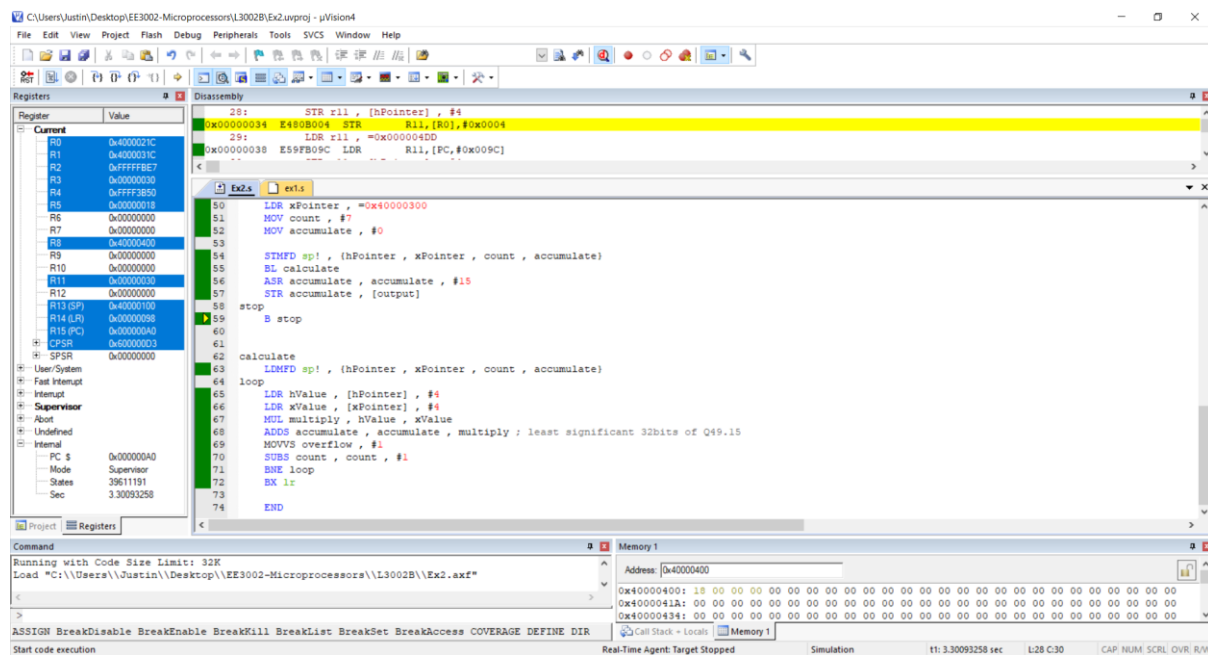 C:\Users\Justin\Desktop\EE3002-Microprocessors\L3002B\Ex2.uvproj - µVision4
File Edit View Project Flash Debug Peripherals Tools SVCS Window Help
Registers
Register Value
Current
R0 0x4000021C
R1 0x4000031C
R2 0xFFFFFBE7
R3 0x00000030
R4 0xFFFF3B50
R5 0x00000018
R6 0x00000000
R7 0x00000000
R8 0x40000400
R9 0x00000000
R10 0x00000000
R11 0x00000030
R12 0x00000000
R13 (SP) 0x40000100
R14 (LR) 0x00000098
R15 (PC) 0x000000A0
CPSR 0x600000D3
SPSR 0x00000000
User/System
Fast Interrupt
Interrupt
Supervisor
Abort
Undefined
Internal
PC $ 0x000000A0
Mode Supervisor
States 39611191
Sec 3.30093258
Project Registers
Disassembly
28: STR r11 , [hPointer] , #4
0x00000034 E480B004 STR R11,[R0],#0x0004
29: LDR r11 , =0x000004DD
0x00000038 E59FB09C LDR R11,[PC,#0x009C]
Ex2.s ex1.s
50 LDR xPointer , =0x40000300
51 MOV count , #7
52 MOV accumulate , #0
53
54 STMFD sp! , {hPointer , xPointer , count , accumulate}
55 BL calculate
56 ASR accumulate , accumulate , #15
57 STR accumulate , [output]
58 stop
59 B stop
60
61
62 calculate
63 LDMFD sp! , {hPointer , xPointer , count , accumulate}
64 loop
65 LDR hValue , [hPointer] , #4
66 LDR xValue , [xPointer] , #4
67 MUL multiply , hValue , xValue
68 ADDS accumulate , accumulate , multiply ; least significant 32bits of Q49.15
69 MOVVS overflow , #1
70 SUBS count , count , #1
71 BNE loop
72 BX lr
73
74 END
Command
Running with Code Size Limit: 32K
Load "C:\\Users\\Justin\\Desktop\\EE3002-Microprocessors\\L3002B\\Ex2.axf"
>
ASSIGN BreakDisable BreakEnable BreakKill BreakList BreakSet BreakAccess COVERAGE DEFINE DIR
Memory 1
Address: 0x40000400
0x40000400: 18 00 00 00 00 00 00 00 00 00 00 00 00 00 00 00 00 00 00 00 00 00 00 00 00 00
0x4000041A: 00 00 00 00 00 00 00 00 00 00 00 00 00 00 00 00 00 00 00 00 00 00 00 00 00 00
0x40000434: 00 00 00 00 00 00 00 00 00 00 00 00 00 00 00 00 00 00 00 00 00 00 00 00 00 00
Call Stack + Locals Memory 1
Start code execution Real-Time Agent: Target Stopped Simulation t1: 3.30093258 sec L:28 C:30 CAP NUM SCRL OVR R/W